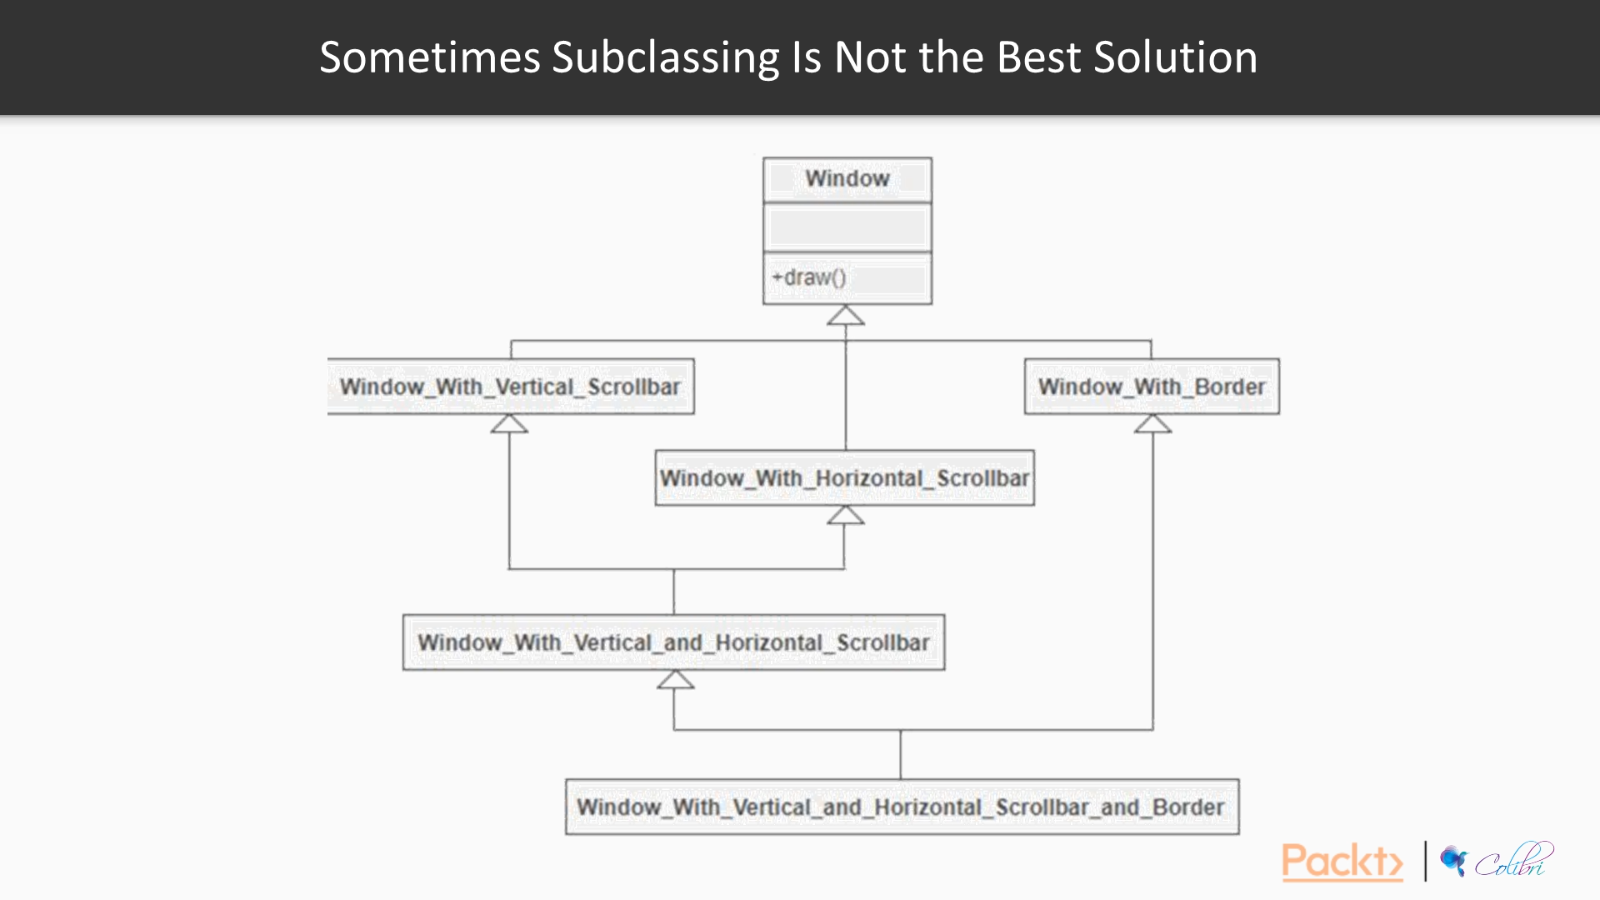 Sometimes Subclassing Is Not the Best Solution
Window
+draw()
Window_With_Vertical_Scrollbar
Window_With_Border
Window_With_Horizontal_Scrollbar
Window_With_Vertical_and_Horizontal_Scrollbar
Window_With_Vertical_and_Horizontal_Scrollbar_and_Border
Packt>
Colibri